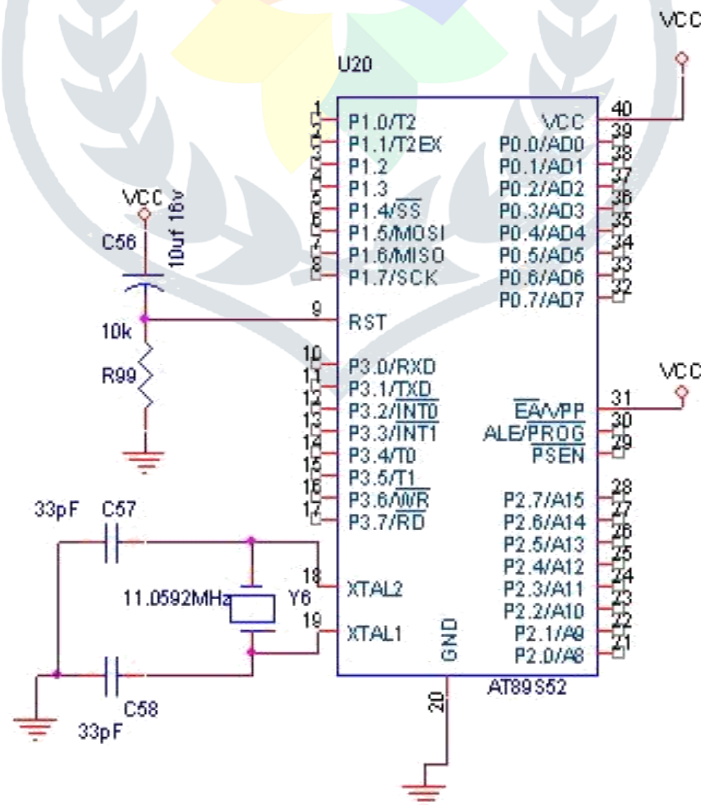 VCC
U20
1 P1.0/T2 VCC 40
P1.1/T2EX P0.0/AD0 39
P1.2 P0.1/AD1 38
P1.3 P0.2/AD2 37
P1.4/SS P0.3/AD3 36
P1.5/MOSI P0.4/AD4 35
P1.6/MISO P0.5/AD5 34
8 P1.7/SCK P0.6/AD6 33
P0.7/AD7 32
VCC
C56
10uf 16v
9 RST
10k
R99
10 P3.0/RXD
11 P3.1/TXD
12 P3.2/INT0
13 P3.3/INT1
14 P3.4/T0
15 P3.5/T1
16 P3.6/WR
17 P3.7/RD
VCC
EA/VPP 31
ALE/PROG 30
PSEN 29
P2.7/A15 28
P2.6/A14 27
P2.5/A13 26
P2.4/A12 25
P2.3/A11 24
P2.2/A10 23
P2.1/A9 22
P2.0/A8 21
33pF C57
18 XTAL2
11.0592MHz Y6
19 XTAL1
GND
20
AT89S52
C58
33pF